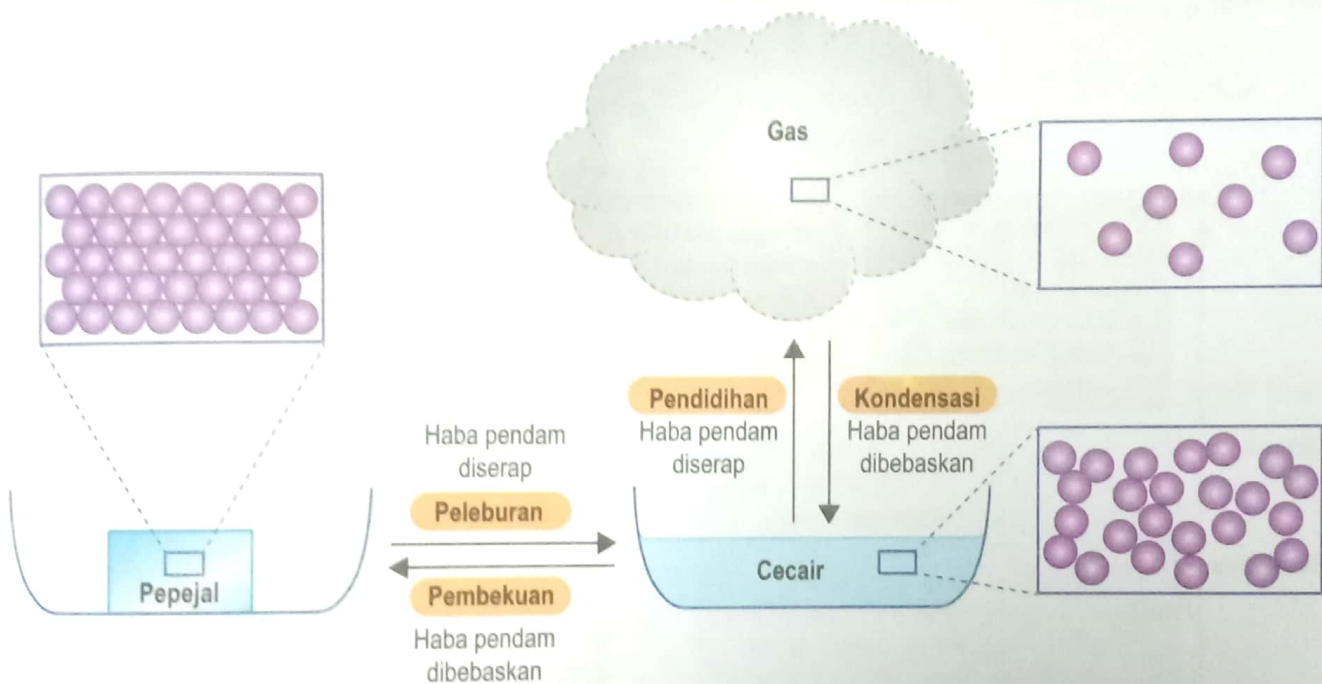 Gas
Pendidihan
Haba pendam
diserap
Kondensasi
Haba pendam
dibebaskan
Haba pendam
diserap
Peleburan
Pembekuan
Haba pendam
dibebaskan
Pepejal
Cecair